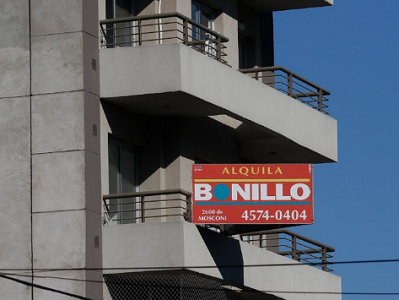 ALQUILA
BONILLO
2608 de
MOSCONI
4574-0404